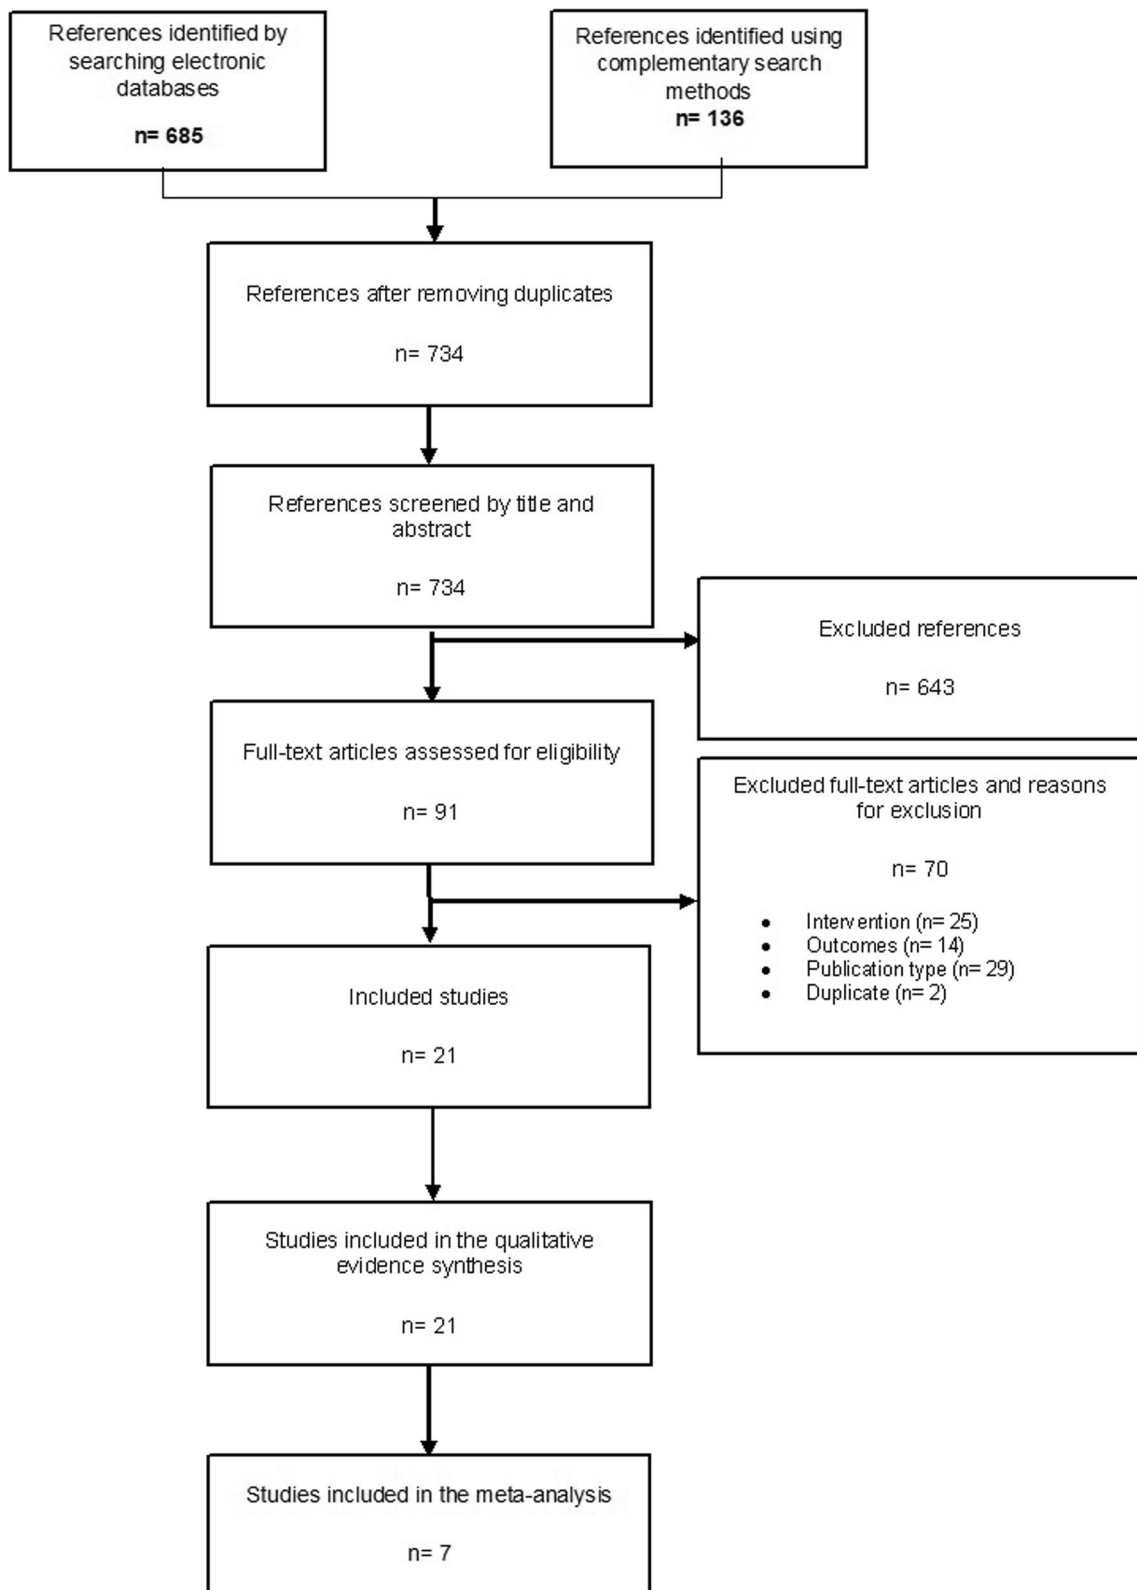 References identified by
searching electronic
databases
n= 685
References identified using
complementary search
methods
n= 136
References after removing duplicates
n= 734
References screened by title and
abstract
n= 734
Excluded references
n= 643
Full-text articles assessed for eligibility
n= 91
Excluded full-text articles and reasons
for exclusion
n= 70
• Intervention (n= 25)
• Outcomes (n= 14)
• Publication type (n= 29)
• Duplicate (n= 2)
Included studies
n= 21
Studies included in the qualitative
evidence synthesis
n= 21
Studies included in the meta-analysis
n= 7